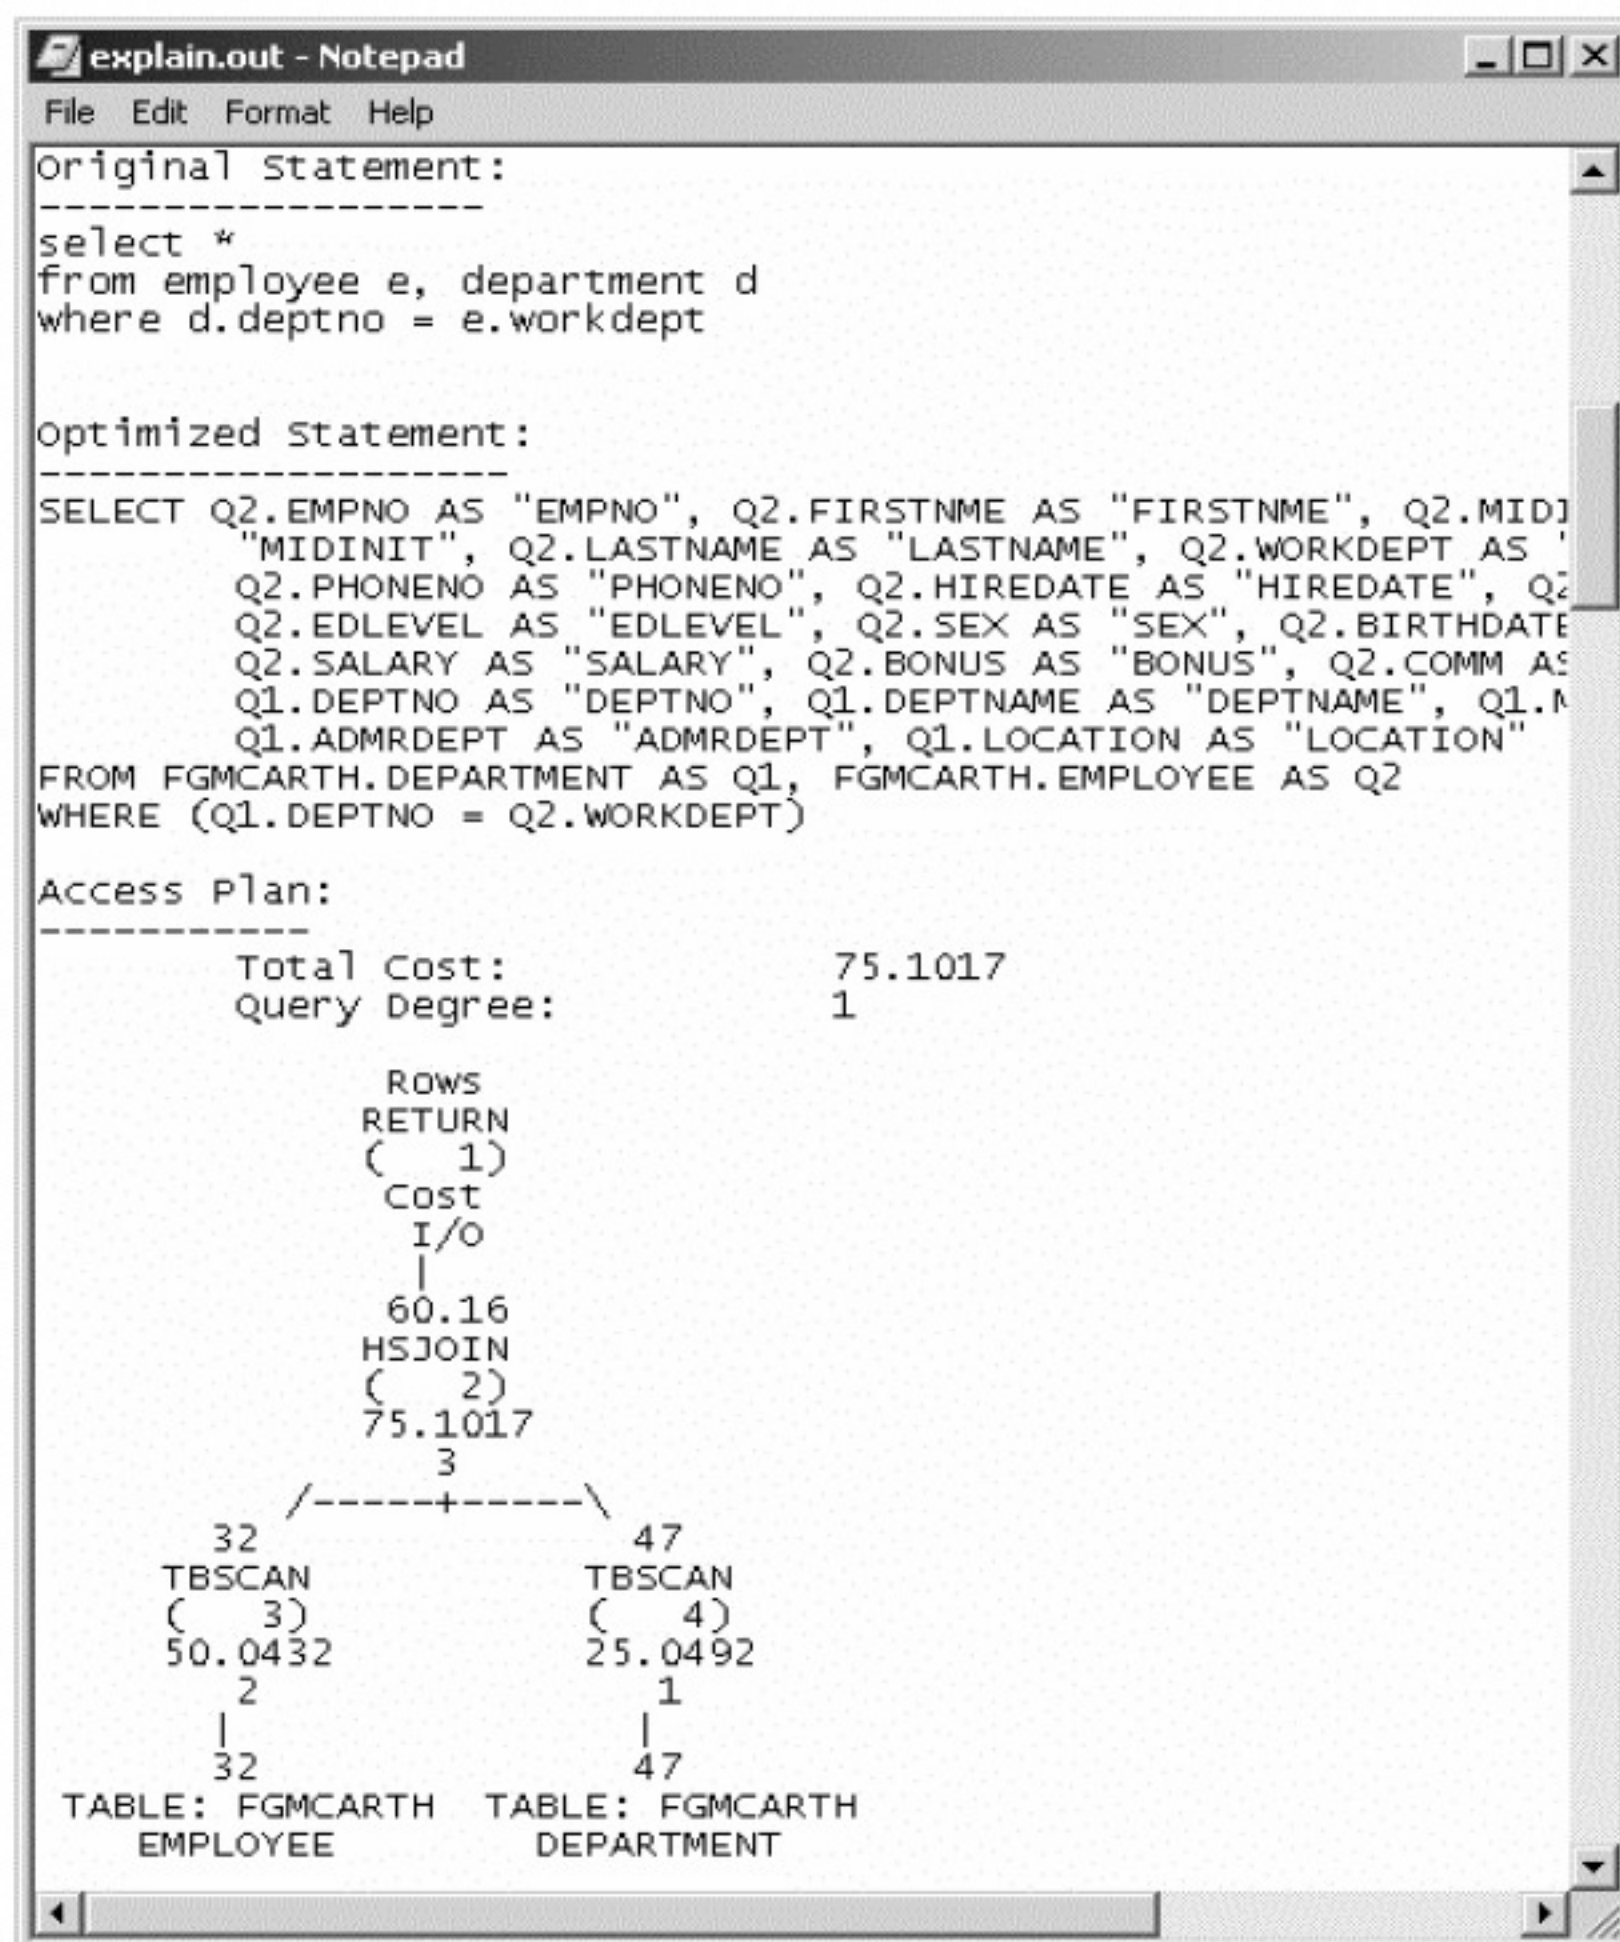 explain.out - Notepad
File Edit Format Help
Original Statement:
------------------
select *
from employee e, department d
where d.deptno = e.workdept
Optimized Statement:
-------------------
SELECT Q2.EMPNO AS "EMPNO", Q2.FIRSTNME AS "FIRSTNME", Q2.MIDI
"MIDINIT", Q2.LASTNAME AS "LASTNAME", Q2.WORKDEPT AS "
Q2.PHONENO AS "PHONENO", Q2.HIREDATE AS "HIREDATE", Q2
Q2.EDLEVEL AS "EDLEVEL", Q2.SEX AS "SEX", Q2.BIRTHDATE
Q2.SALARY AS "SALARY", Q2.BONUS AS "BONUS", Q2.COMM AS
Q1.DEPTNO AS "DEPTNO", Q1.DEPTNAME AS "DEPTNAME", Q1.M
Q1.ADMRDEPT AS "ADMRDEPT", Q1.LOCATION AS "LOCATION"
FROM FGMCARTH.DEPARTMENT AS Q1, FGMCARTH.EMPLOYEE AS Q2
WHERE (Q1.DEPTNO = Q2.WORKDEPT)
Access Plan:
-----------
Total Cost: 75.1017
Query Degree: 1
Rows
RETURN
( 1)
Cost
I/O
|
60.16
HSJOIN
( 2)
75.1017
3
/-----+-----\
32 47
TBSCAN TBSCAN
( 3) ( 4)
50.0432 25.0492
2 1
| |
32 47
TABLE: FGMCARTH TABLE: FGMCARTH
EMPLOYEE DEPARTMENT